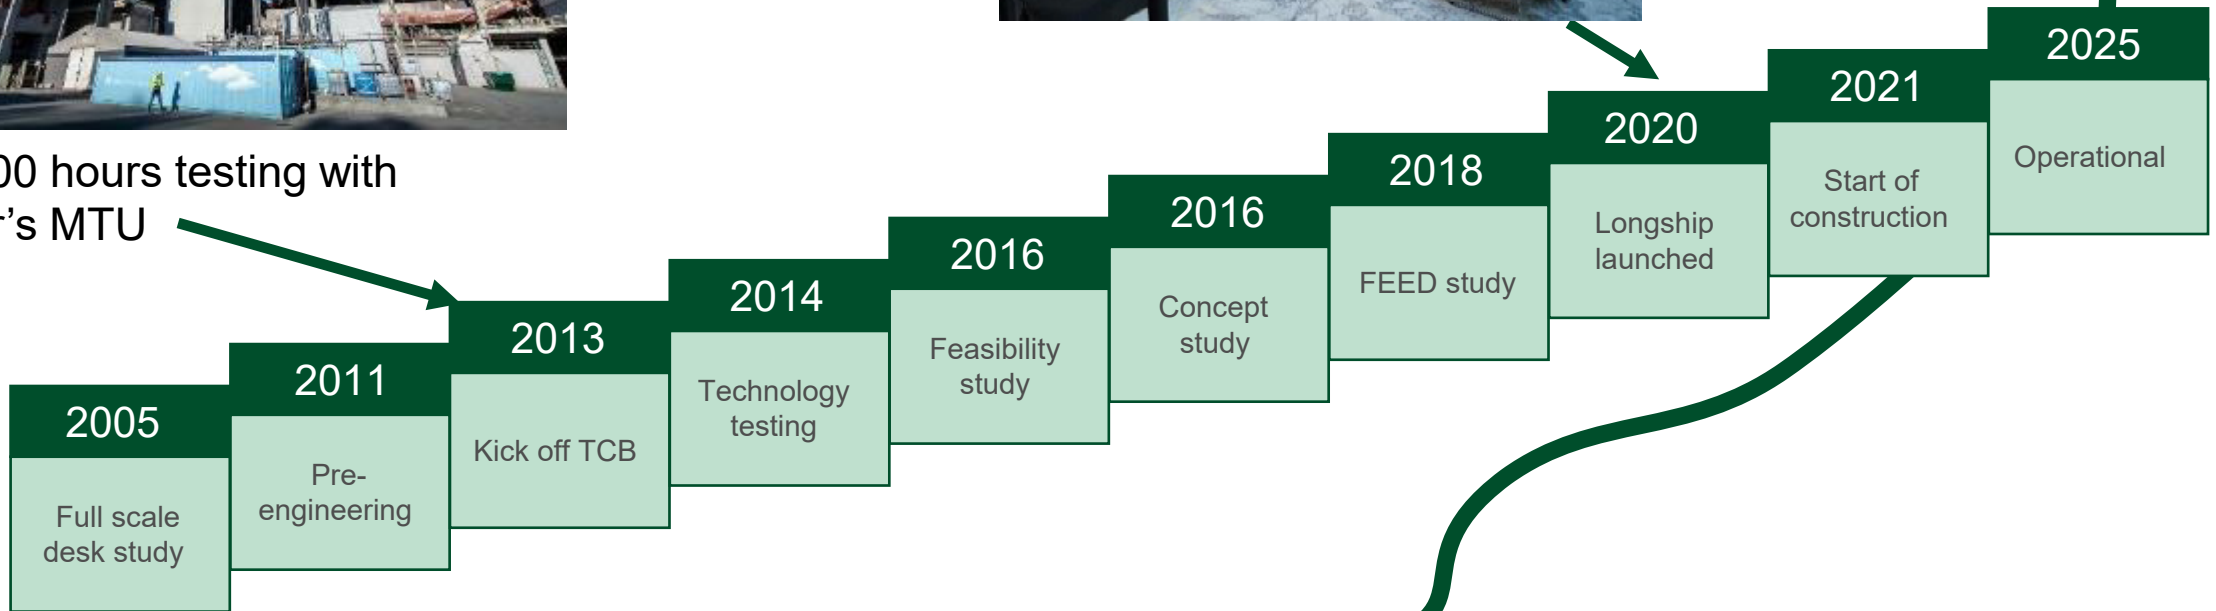 00 hours testing with
r's MTU
2005
Full scale
desk study
2011
Pre-
engineering
2013
Kick off TCB
2014
Technology
testing
2016
Feasibility
study
2016
Concept
study
2018
FEED study
2020
Longship
launched
2021
Start of
construction
2025
Operational